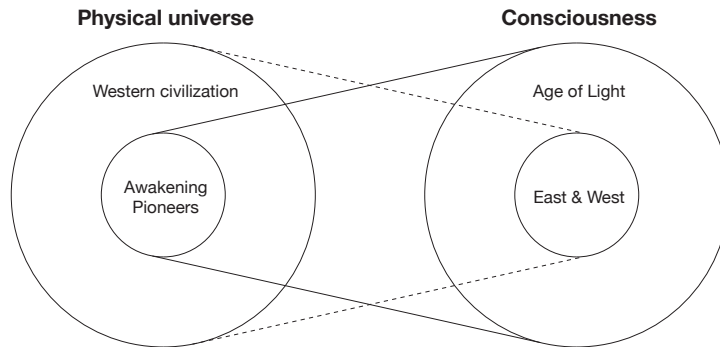 Physical universe
Consciousness
Western civilization
Age of Light
Awakening
Pioneers
East & West